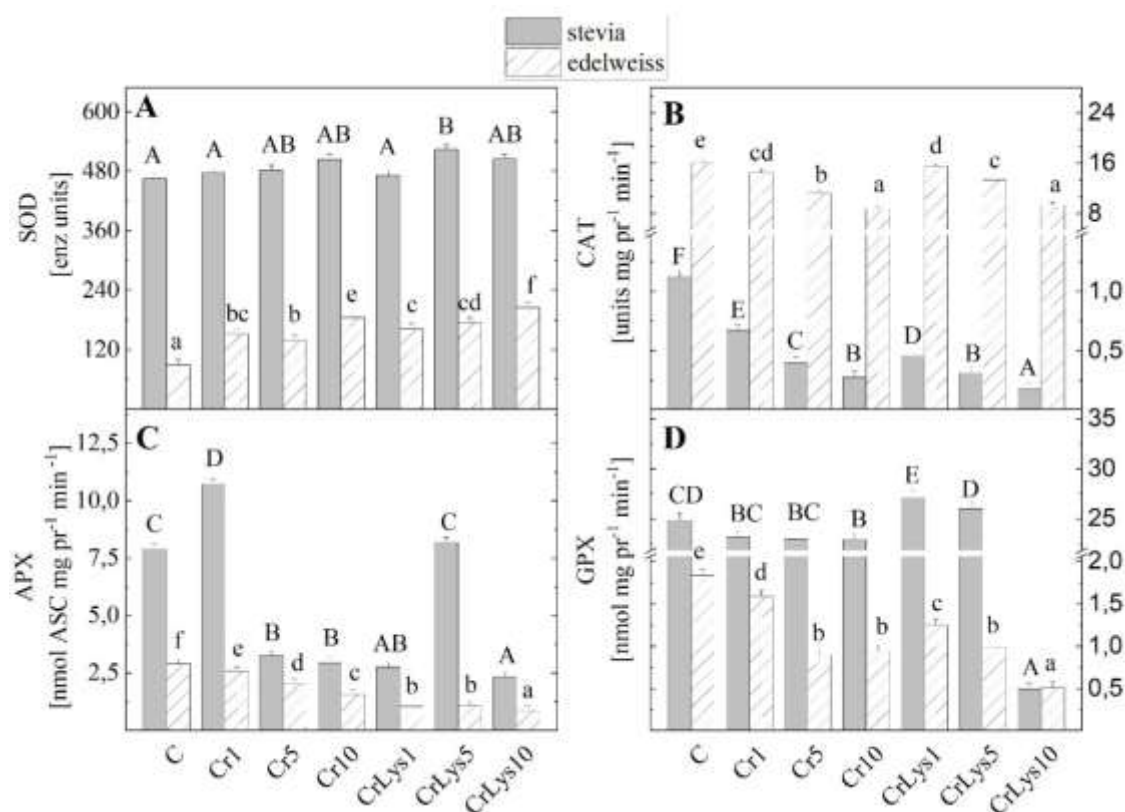 stevia
edelweiss
A
600
480
360
240
120
SOD
[enz units]
A A AB AB A B AB
a bc b e c cd f
B
24
16
8
1,0
0,5
CAT
[units mg pr⁻¹ min⁻¹]
e cd b a d c a
F E C B D B A
C
12,5
10,0
7,5
5,0
2,5
APX
[nmol ASC mg pr⁻¹ min⁻¹]
C D B B AB C A
f e d c b b a
D
35
30
25
2,0
1,5
1,0
0,5
GPX
[nmol mg pr⁻¹ min⁻¹]
CD BC BC B E D A
e d b b c b a
C Cr1 Cr5 Cr10 CrLys1 CrLys5 CrLys10
C Cr1 Cr5 Cr10 CrLys1 CrLys5 CrLys10